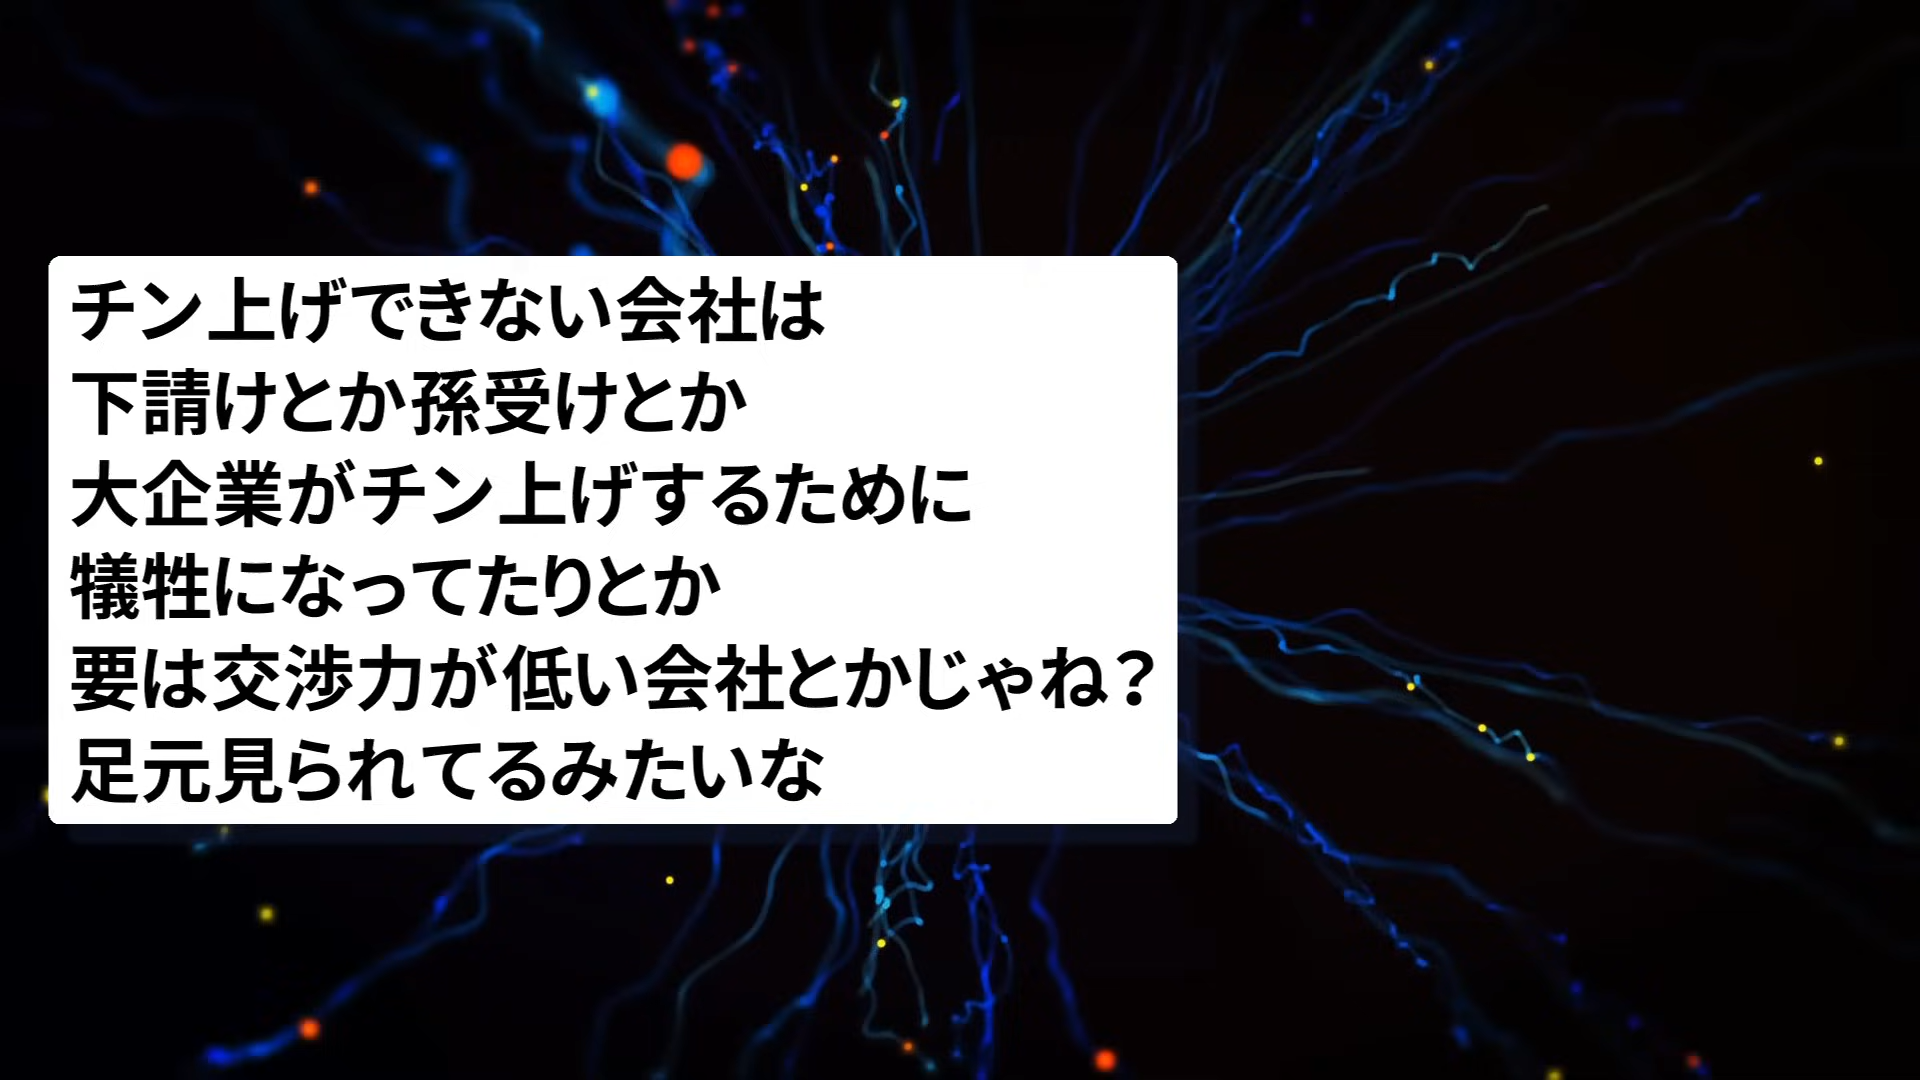 チン上げできない会社は
下請けとか孫受けとか
大企業がチン上げするために
犠牲になってたりとか
要は交渉力が低い会社とかじゃね？
足元見られてるみたいな